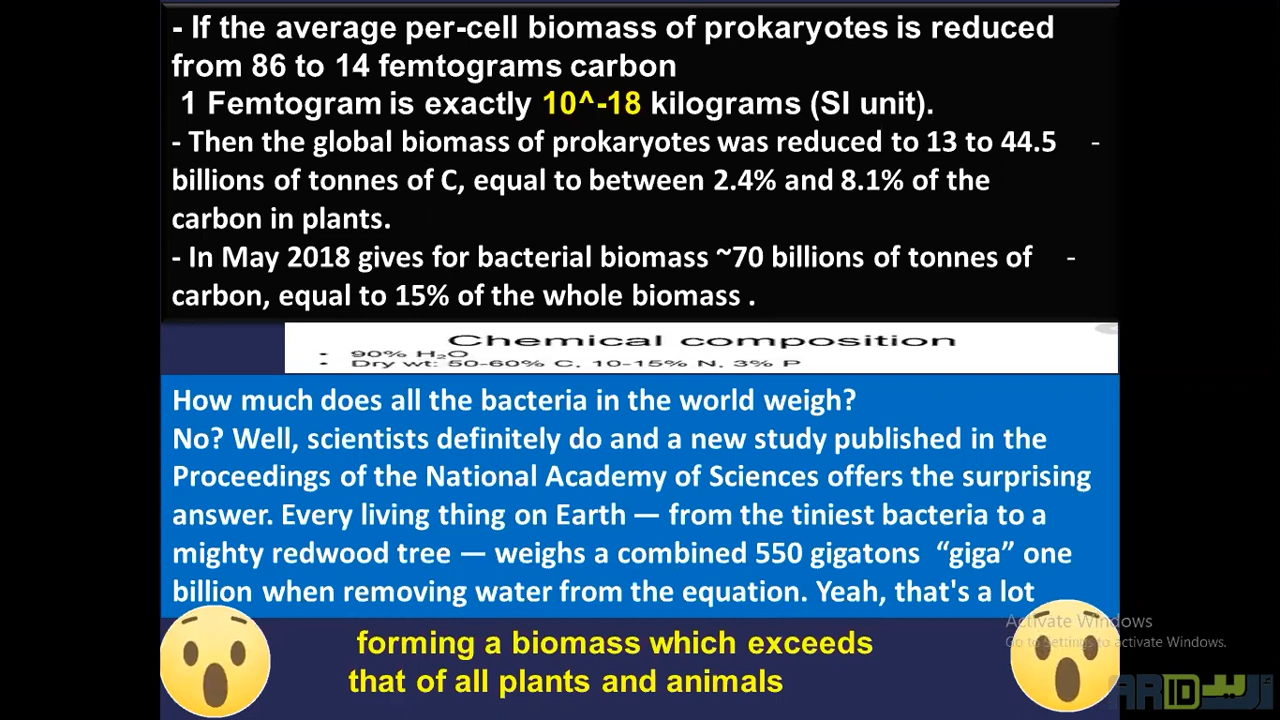 - If the average per-cell biomass of prokaryotes is reduced
from 86 to 14 femtograms carbon
1 Femtogram is exactly 10^-18 kilograms (SI unit).
- Then the global biomass of prokaryotes was reduced to 13 to 44.5 -
billions of tonnes of C, equal to between 2.4% and 8.1% of the
carbon in plants.
- In May 2018 gives for bacterial biomass ~70 billions of tonnes of -
carbon, equal to 15% of the whole biomass .
Chemical composition
• 90% H₂O
• Dry wt: 50-60% C, 10-15% N, 3% P
How much does all the bacteria in the world weigh?
No? Well, scientists definitely do and a new study published in the
Proceedings of the National Academy of Sciences offers the surprising
answer. Every living thing on Earth — from the tiniest bacteria to a
mighty redwood tree — weighs a combined 550 gigatons “giga” one
billion when removing water from the equation. Yeah, that's a lot
forming a biomass which exceeds
that of all plants and animals
Activate Windows
Go to Settings to activate Windows.
ARID أريد